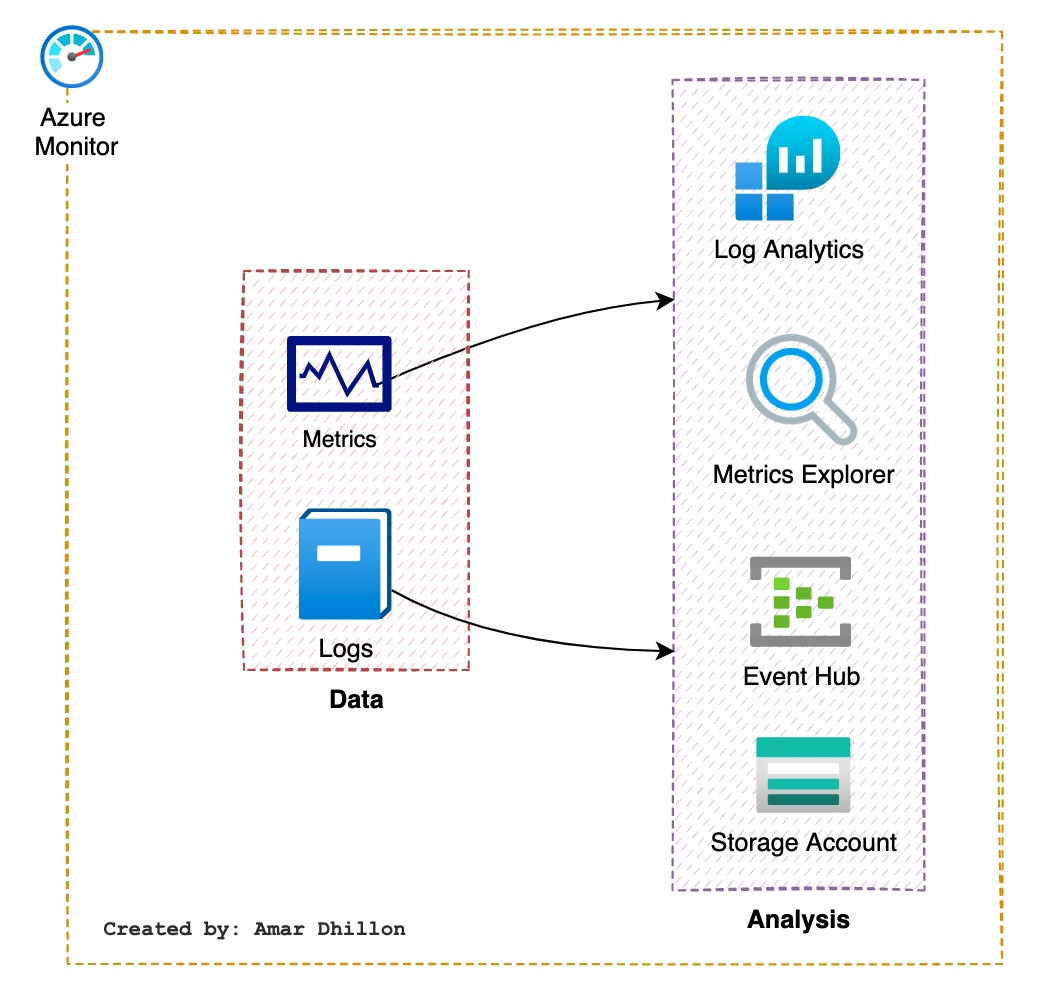 Azure
Monitor
Metrics
Logs
Data
Log Analytics
Metrics Explorer
Event Hub
Storage Account
Analysis
Created by: Amar Dhillon